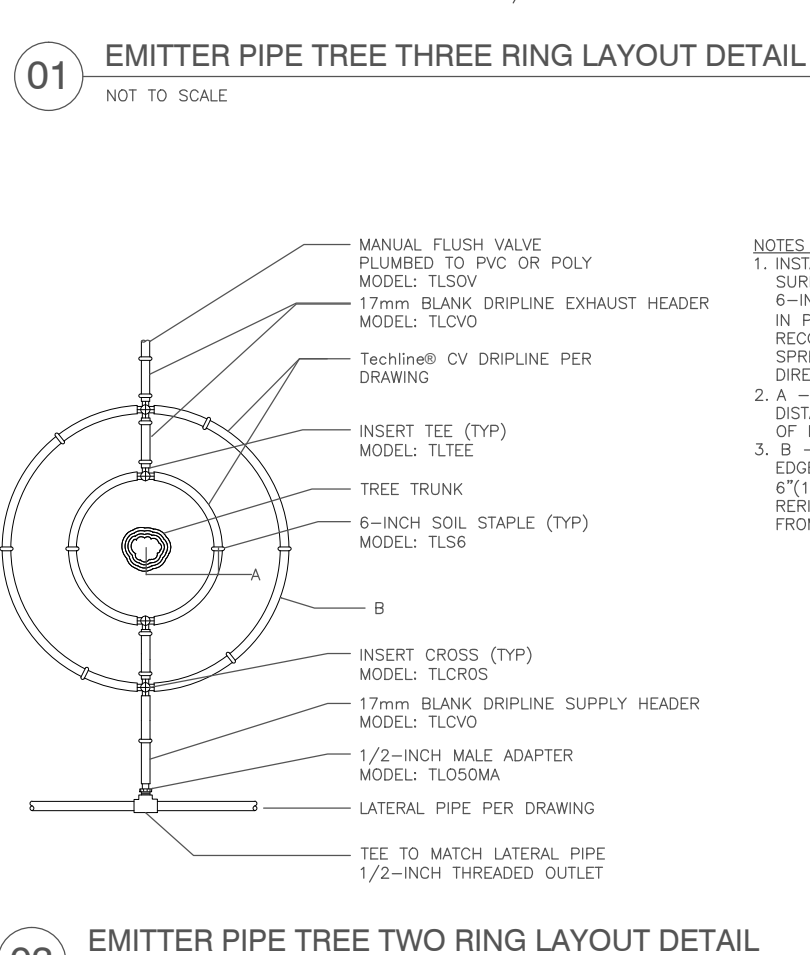 01
EMITTER PIPE TREE THREE RING LAYOUT DETAIL
NOT TO SCALE
MANUAL FLUSH VALVE
PLUMBED TO PVC OR POLY
MODEL: TLSOV
17mm BLANK DRIPLINE EXHAUST HEADER
MODEL: TLCVO
Techline® CV DRIPLINE PER
DRAWING
INSERT TEE (TYP)
MODEL: TLTEE
TREE TRUNK
6-INCH SOIL STAPLE (TYP)
MODEL: TLS6
A
B
INSERT CROSS (TYP)
MODEL: TLCROS
17mm BLANK DRIPLINE SUPPLY HEADER
MODEL: TLCVO
1/2-INCH MALE ADAPTER
MODEL: TLO50MA
LATERAL PIPE PER DRAWING
TEE TO MATCH LATERAL PIPE
1/2-INCH THREADED OUTLET
NOTES
1. INST
SUR
6-IN
IN P
RECO
SPR
DIRE
2. A -
DIST
OF
3. B -
EDGE
6"(1
RERI
FROM
EMITTER PIPE TREE TWO RING LAYOUT DETAIL